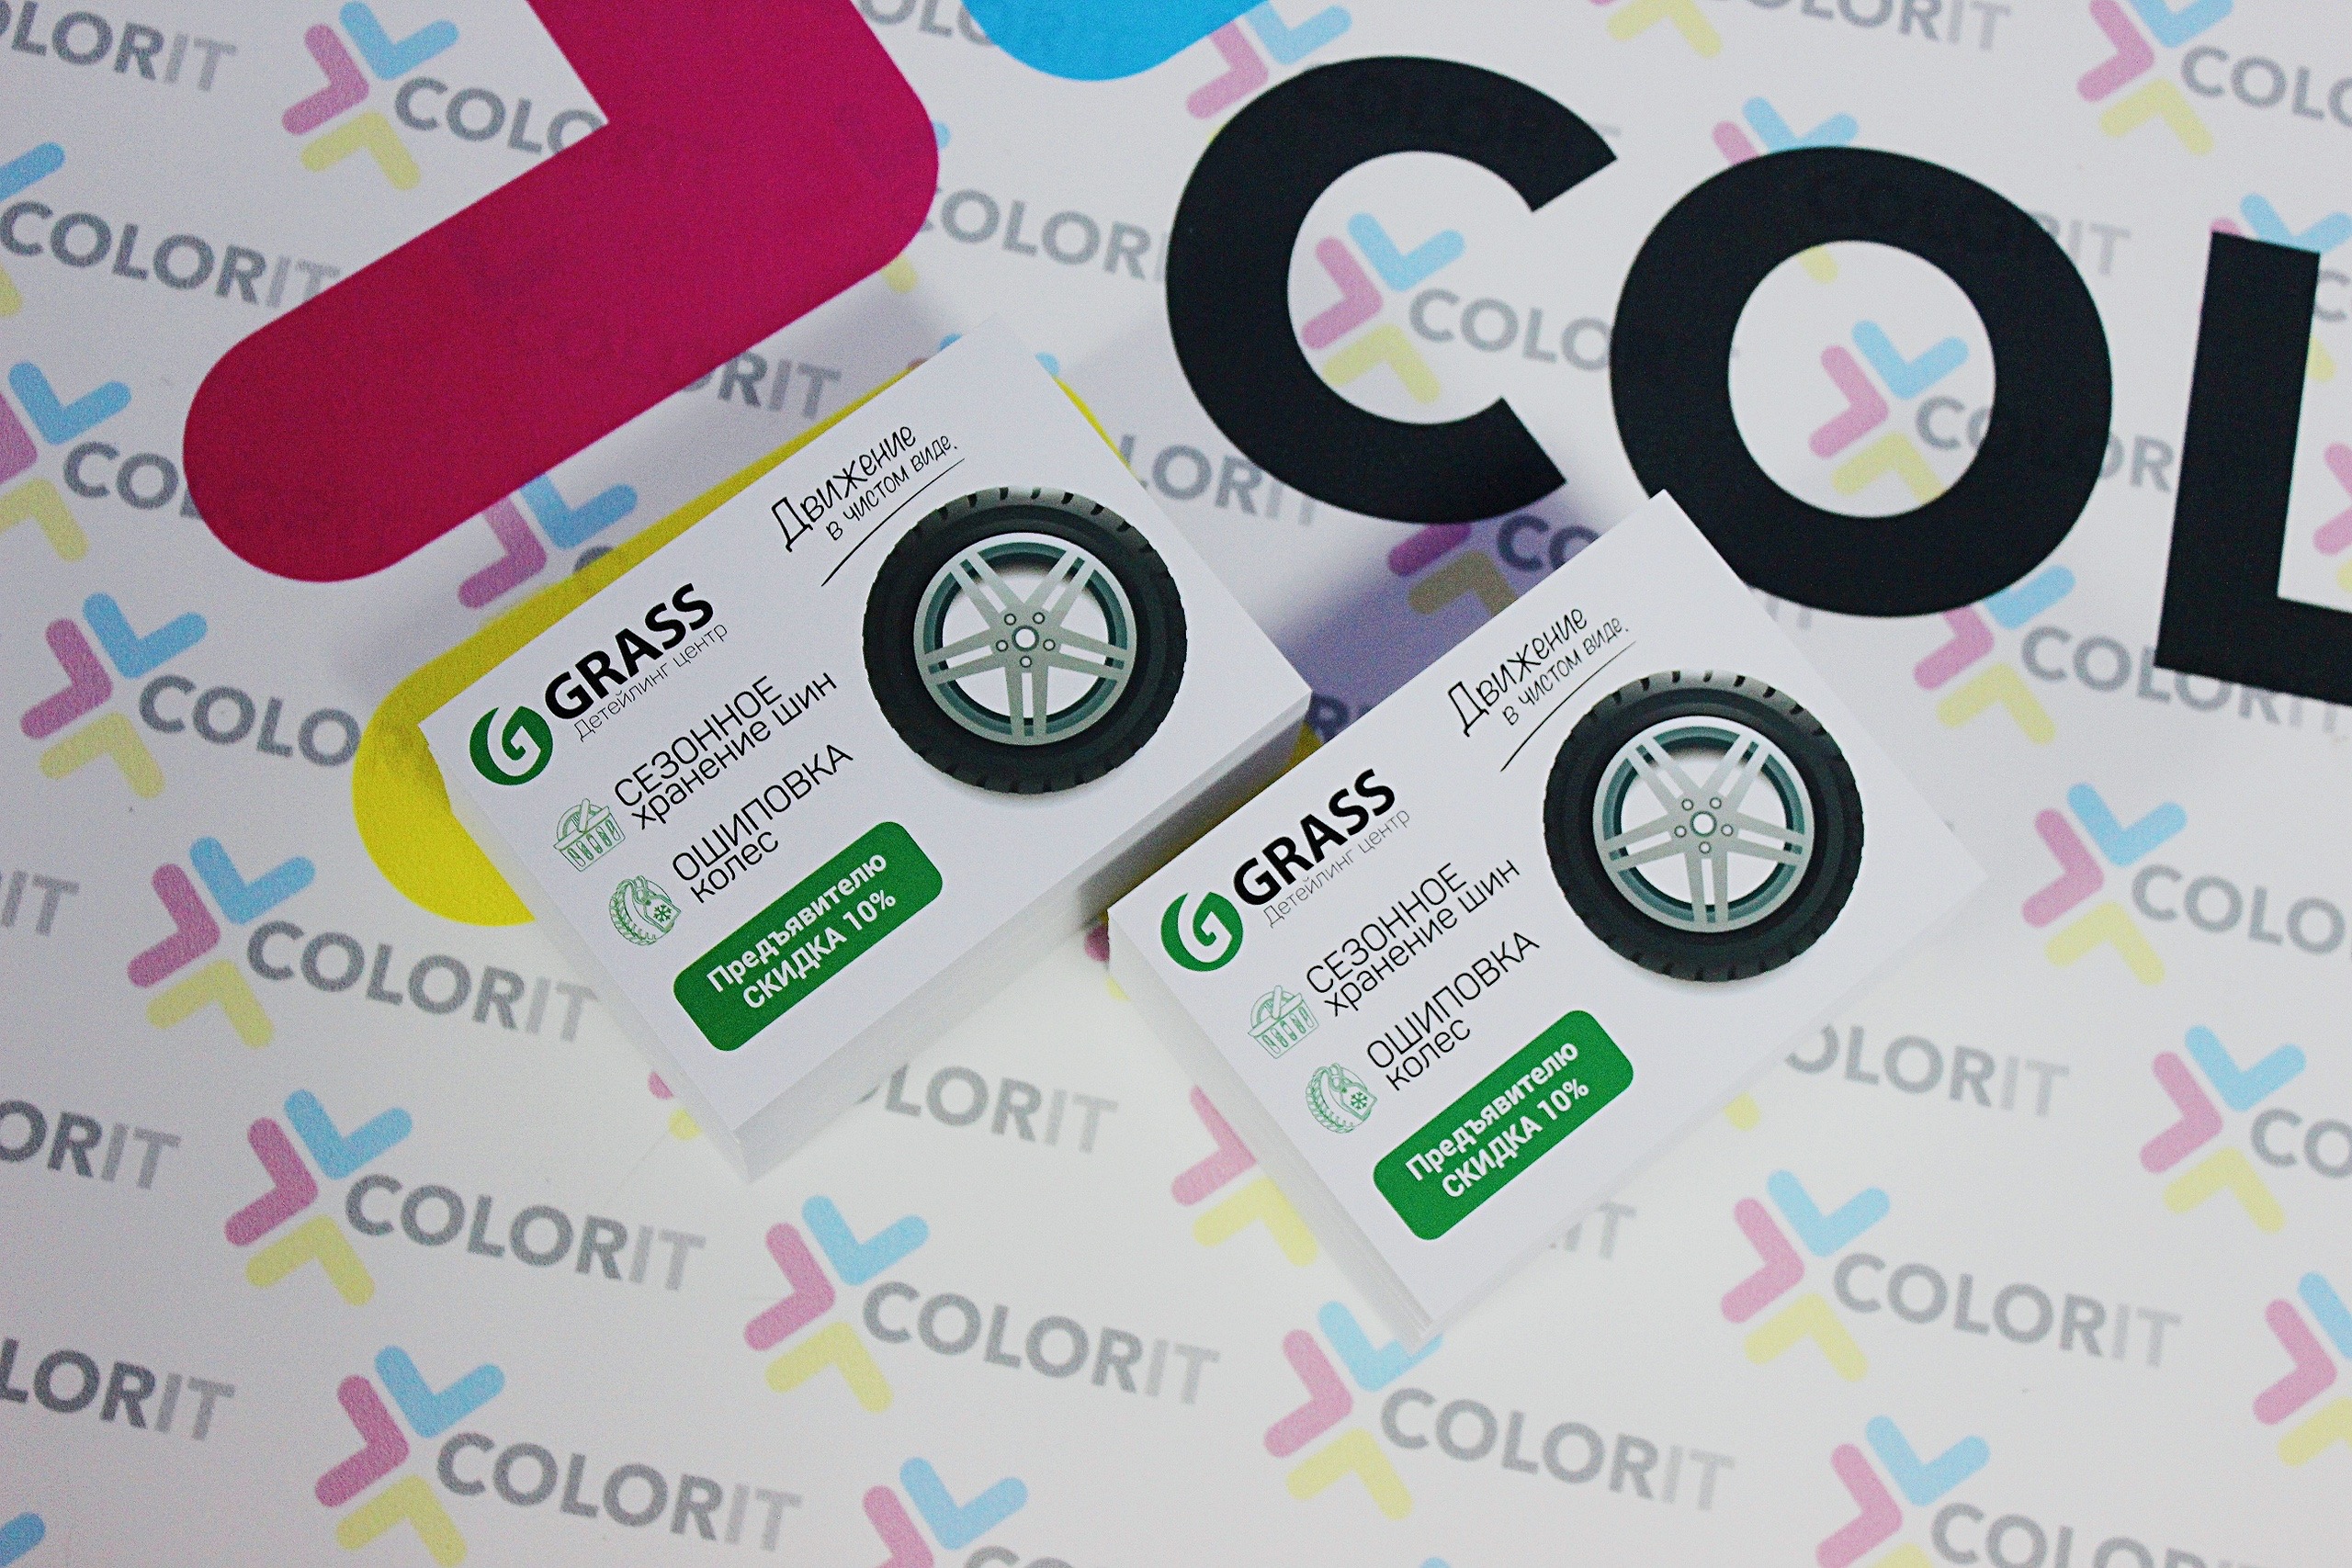 COL
Движение
в чистом виде.
GRASS
Детейлинг центр
СЕЗОННОЕ
хранение шин
ОШИПОВКА
колес
Предъявителю
СКИДКА 10%
Движение
в чистом виде.
GRASS
Детейлинг центр
СЕЗОННОЕ
хранение шин
ОШИПОВКА
колес
Предъявителю
СКИДКА 10%
COLORIT
COLORIT
COLORIT
COLORIT
COLORIT
COLORIT
COLORIT